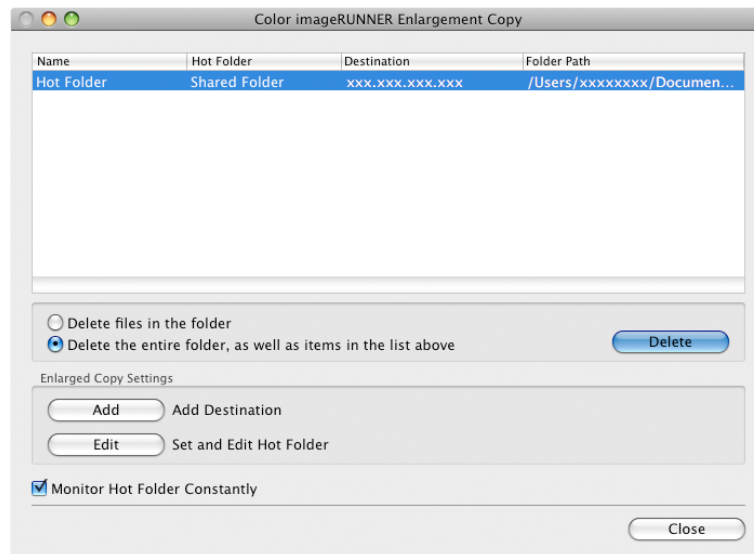 Color imageRUNNER Enlargement Copy
Name Hot Folder Destination Folder Path
Hot Folder Shared Folder xxx.xxx.xxx.xxx /Users/xxxxxxxx/Documen...
Delete files in the folder
Delete the entire folder, as well as items in the list above
Delete
Enlarged Copy Settings
Add Add Destination
Edit Set and Edit Hot Folder
Monitor Hot Folder Constantly
Close